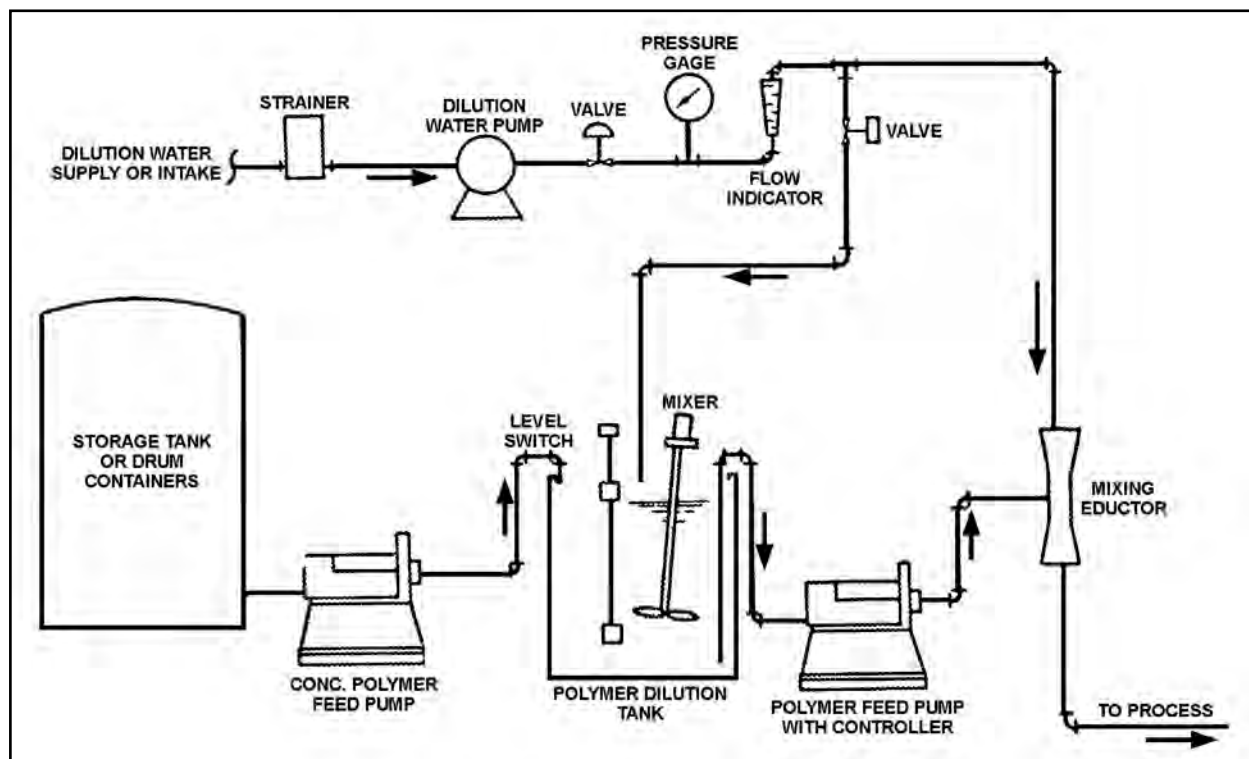 PRESSURE
GAGE
STRAINER
DILUTION
WATER PUMP
VALVE
VALVE
DILUTION WATER
SUPPLY OR INTAKE
FLOW
INDICATOR
MIXER
LEVEL
SWITCH
STORAGE TANK
OR DRUM
CONTAINERS
MIXING
EDUCTOR
CONC. POLYMER
FEED PUMP
POLYMER DILUTION
TANK
POLYMER FEED PUMP
WITH CONTROLLER
TO PROCESS